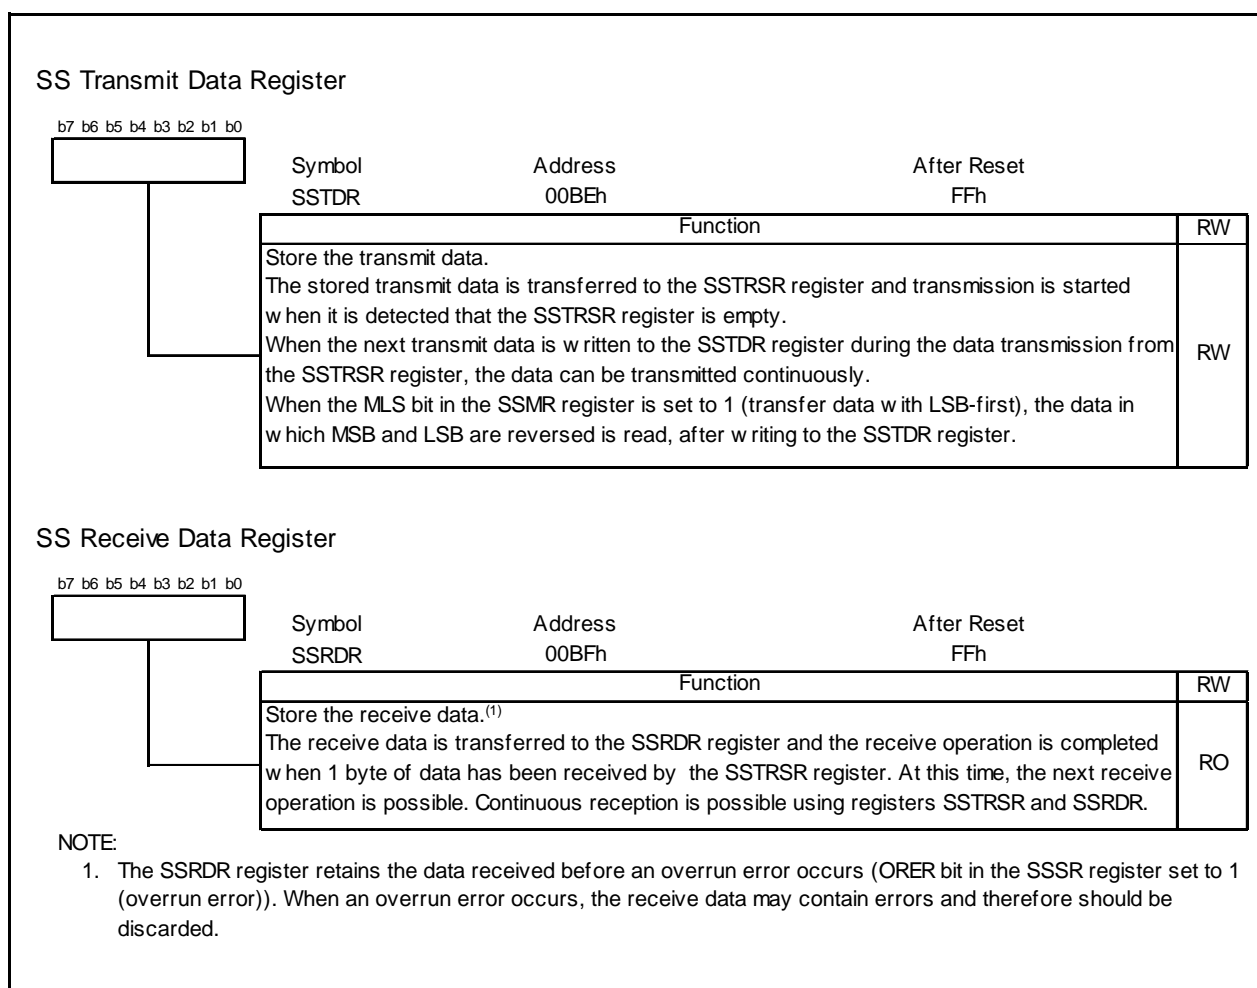 SS Transmit Data Register
b7 b6 b5 b4 b3 b2 b1 b0
Symbol Address After Reset
SSTDR 00BEh FFh
Function RW
Store the transmit data.
The stored transmit data is transferred to the SSTRSR register and transmission is started
when it is detected that the SSTRSR register is empty.
When the next transmit data is written to the SSTDR register during the data transmission from
the SSTRSR register, the data can be transmitted continuously.
When the MLS bit in the SSMR register is set to 1 (transfer data with LSB-first), the data in
which MSB and LSB are reversed is read, after writing to the SSTDR register.
RW
SS Receive Data Register
b7 b6 b5 b4 b3 b2 b1 b0
Symbol Address After Reset
SSRDR 00BFh FFh
Function RW
Store the receive data.(1)
The receive data is transferred to the SSRDR register and the receive operation is completed
when 1 byte of data has been received by the SSTRSR register. At this time, the next receive
operation is possible. Continuous reception is possible using registers SSTRSR and SSRDR.
RO
NOTE:
1. The SSRDR register retains the data received before an overrun error occurs (ORER bit in the SSSR register set to 1
(overrun error)). When an overrun error occurs, the receive data may contain errors and therefore should be
discarded.